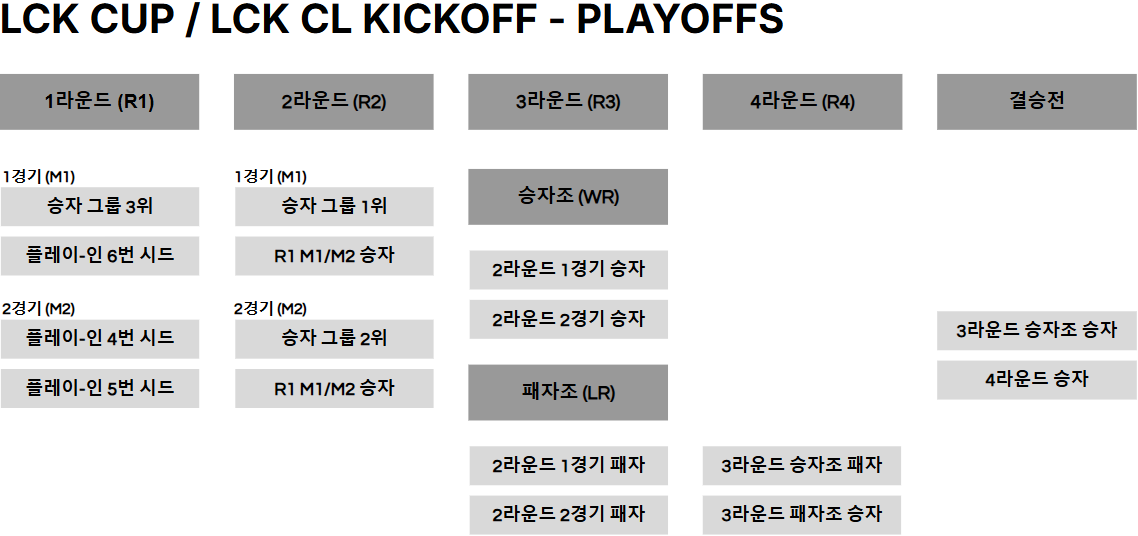 LCK CUP / LCK CL KICKOFF - PLAYOFFS
1라운드 (R1)
2라운드 (R2)
3라운드 (R3)
4라운드 (R4)
결승전
1경기 (M1)
승자 그룹 3위
플레이-인 6번 시드
2경기 (M2)
플레이-인 4번 시드
플레이-인 5번 시드
1경기 (M1)
승자 그룹 1위
R1 M1/M2 승자
2경기 (M2)
승자 그룹 2위
R1 M1/M2 승자
승자조 (WR)
2라운드 1경기 승자
2라운드 2경기 승자
패자조 (LR)
2라운드 1경기 패자
2라운드 2경기 패자
3라운드 승자조 패자
3라운드 패자조 승자
3라운드 승자조 승자
4라운드 승자